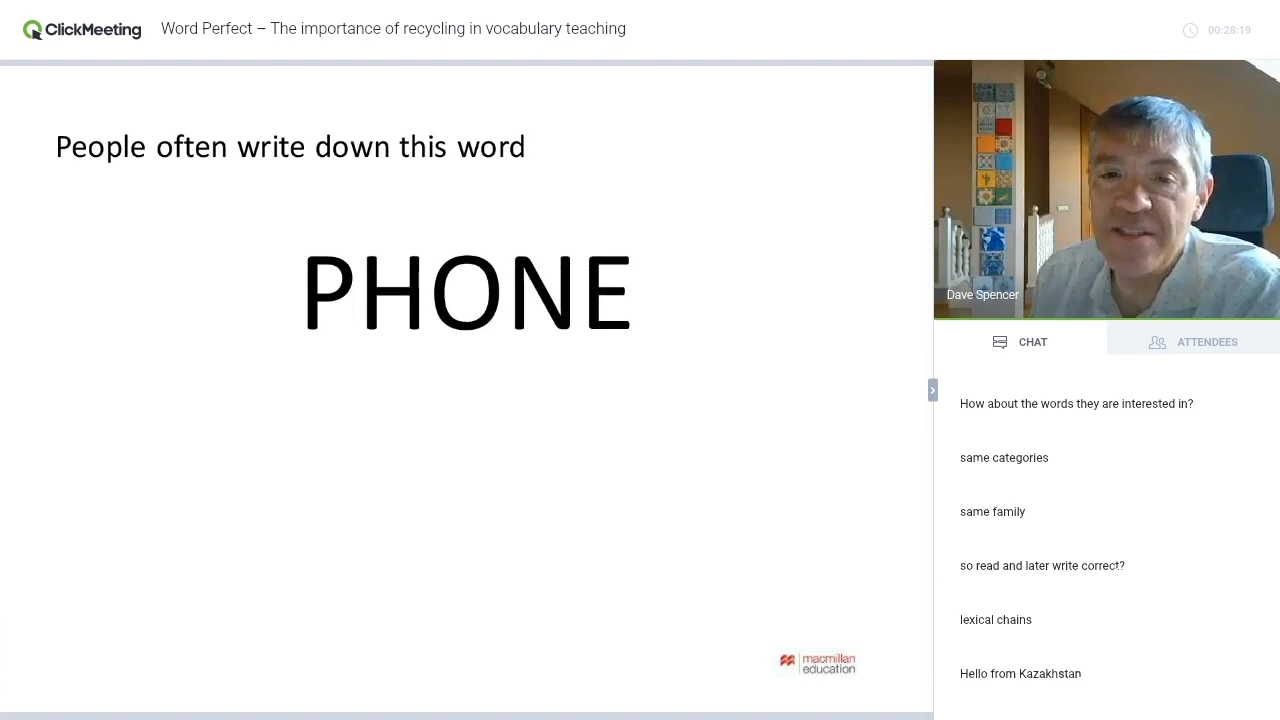 ClickMeeting
Word Perfect – The importance of recycling in vocabulary teaching
00:28:19
People often write down this word
PHONE
macmillan
education
Dave Spencer
CHAT
ATTENDEES
How about the words they are interested in?
same categories
same family
so read and later write correct?
lexical chains
Hello from Kazakhstan